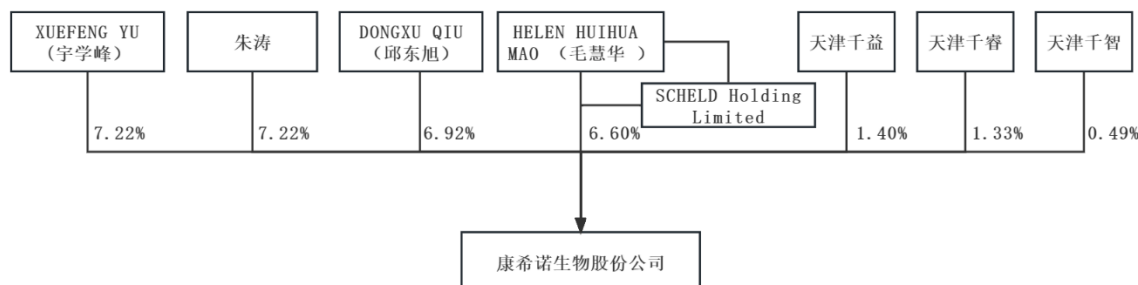 XUEFENG YU
(宇学峰)
朱涛
DONGXU QIU
(邱东旭)
HELEN HUIHUA
MAO （毛慧华 ）
天津千益
天津千睿
天津千智
SCHELD Holding
Limited
7.22%
7.22%
6.92%
6.60%
1.40%
1.33%
0.49%
康希诺生物股份公司